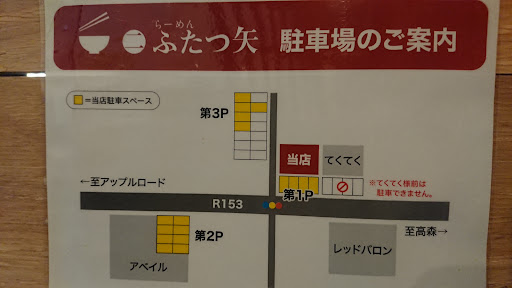 らーめん
ふたつ矢 駐車場のご案内
=当店駐車スペース
第3P
当店
てくてく
←至アップルロード
第1P
※てくてく様前は
駐車できません。
R153
至高森→
第2P
アベイル
レッドバロン